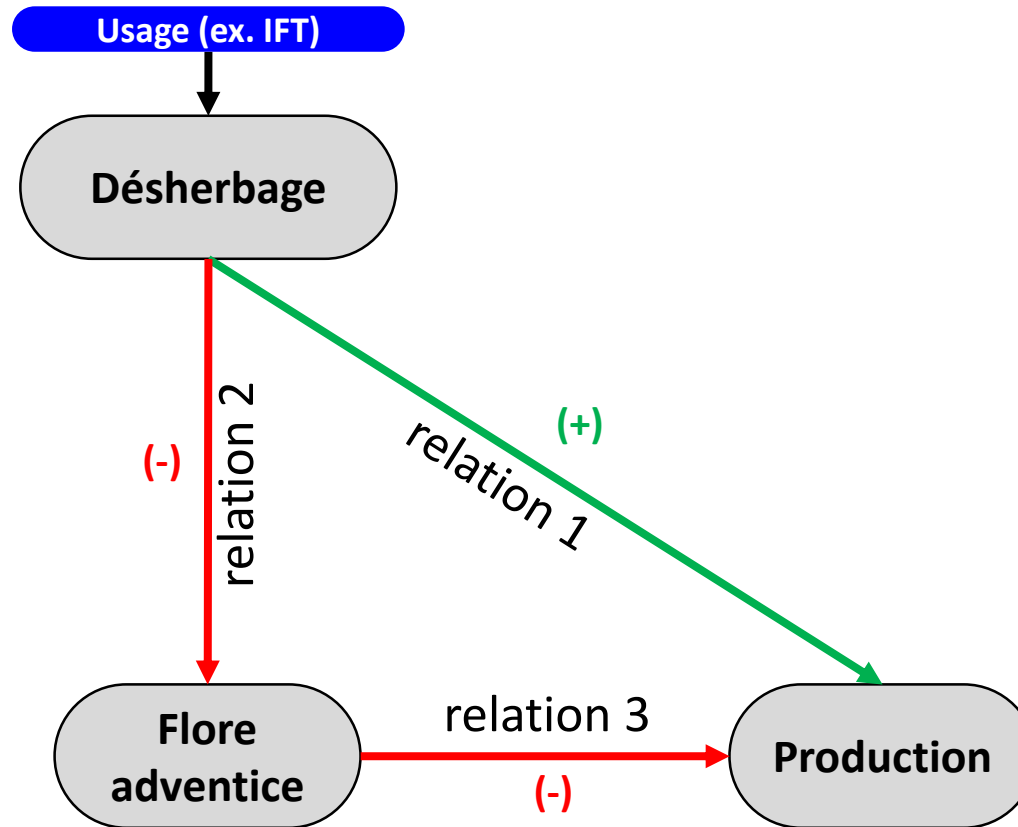 Usage (ex. IFT)
Désherbage
(+)
relation 1
(-)
relation 2
Flore
adventice
relation 3
(-)
Production